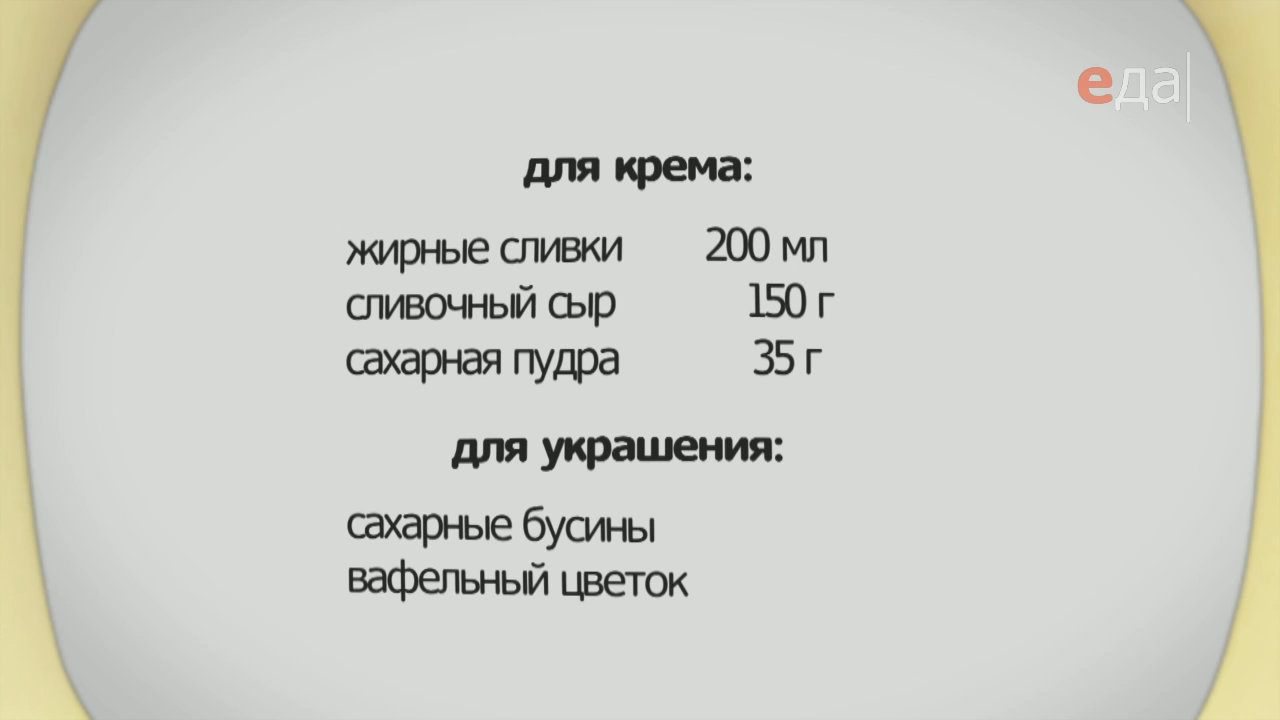 еда
для крема:
жирные сливки 200 мл
сливочный сыр 150 г
сахарная пудра 35 г
для украшения:
сахарные бусины
вафельный цветок